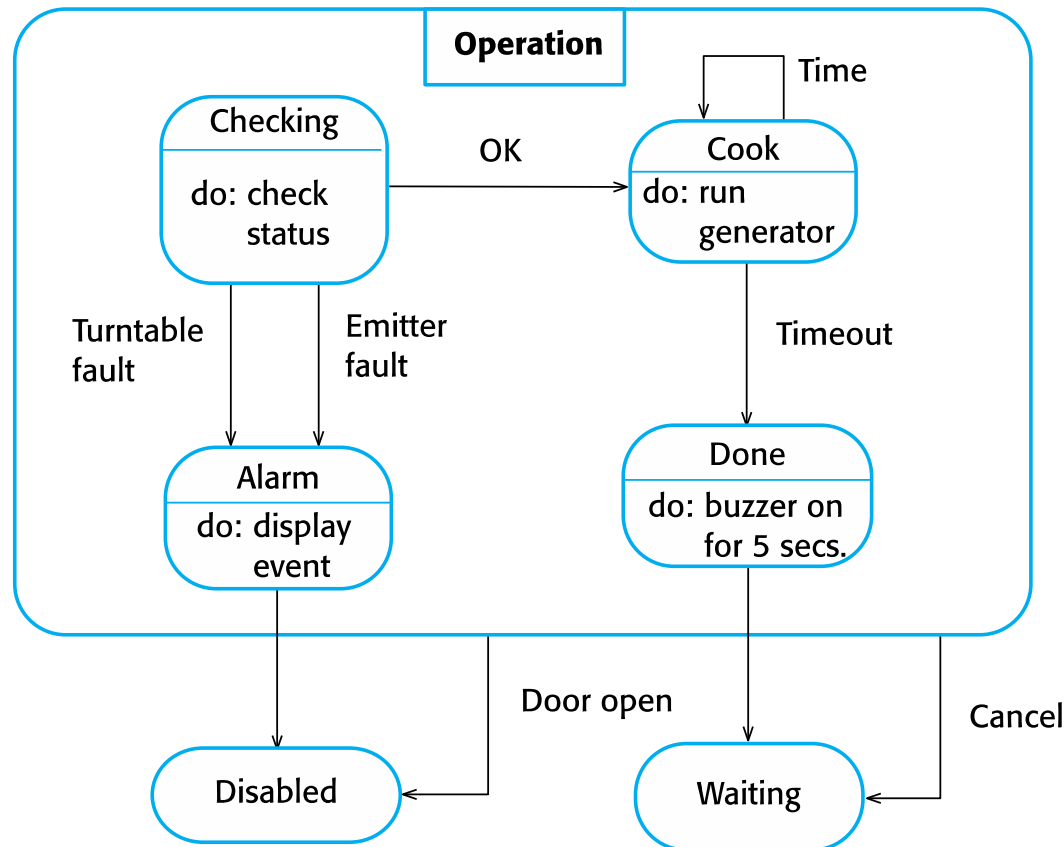 Operation
Time
Checking
OK
Cook
do: check
status
do: run
generator
Turntable
fault
Emitter
fault
Timeout
Alarm
do: display
event
Done
do: buzzer on
for 5 secs.
Door open
Cancel
Disabled
Waiting